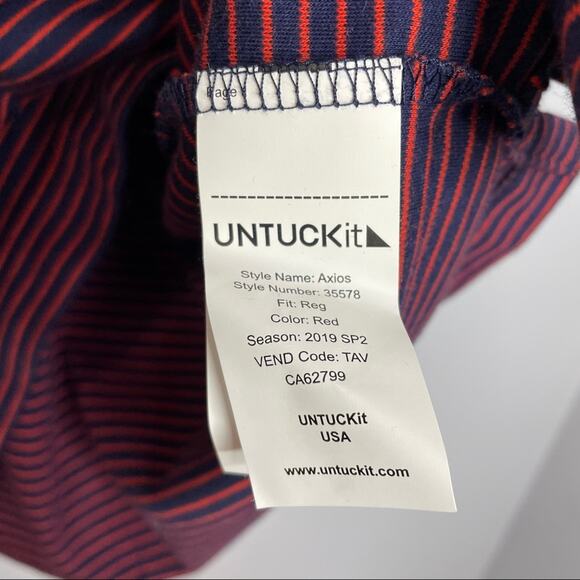 Face
UNTUCKit
Style Name: Axios
Style Number: 35578
Fit: Reg
Color: Red
Season: 2019 SP2
VEND Code: TAV
CA62799
UNTUCKit
USA
www.untuckit.com